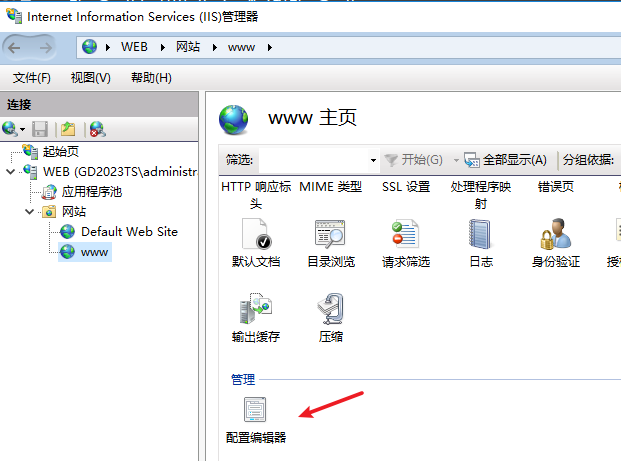 Internet Information Services (IIS)管理器
WEB 网站 www
文件(F) 视图(V) 帮助(H)
连接
起始页
WEB (GD2023TS\administra
应用程序池
网站
Default Web Site
www
www 主页
筛选: 开始(G) 全部显示(A) 分组依据:
HTTP 响应标头 MIME 类型 SSL 设置 处理程序映射 错误页
默认文档 目录浏览 请求筛选 日志 身份验证 授
输出缓存 压缩
管理
配置编辑器